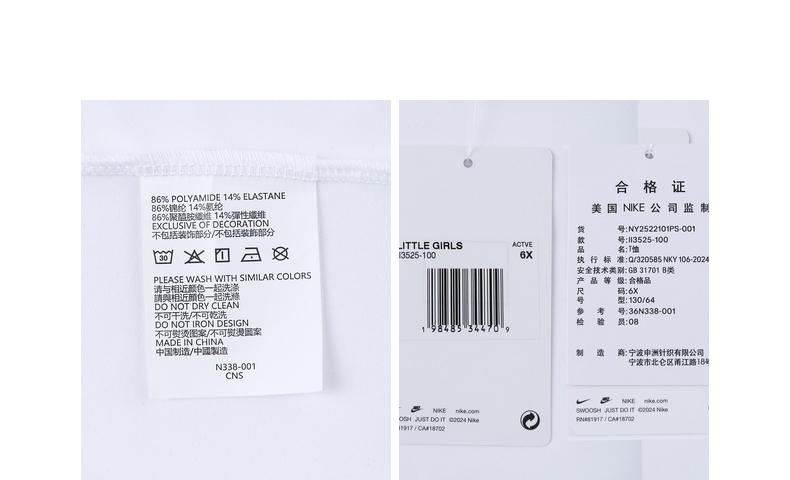 86% POLYAMIDE 14% ELASTANE
86%锦纶 14%氨纶
86%聚醯胺纖維 14%彈性纖維
EXCLUSIVE OF DECORATION
不包括装饰部分/不包括裝飾部分
30
PLEASE WASH WITH SIMILAR COLORS
请与相近颜色一起洗涤
請與相近顏色一起洗滌
DO NOT DRY CLEAN
不可干洗/不可乾洗
DO NOT IRON DESIGN
不可熨烫图案/不可熨燙圖案
MADE IN CHINA
中国制造/中國製造
N338-001
CNS
LITTLE GIRLS
II3525-100
ACTVE
6X
1 98485 34470 9
NIKE nike.com
JUST DO IT ©2024 Nike
81917 / CA#18702
合格证
美国 NIKE 公司监制
货号:NY2522101PS-001
款号:II3525-100
品名:T恤
执行标准:Q/320585 NKY 106-2024
安全技术类别:GB 31701 B类
产品等级:合格品
尺码:6X
号型:130/64
参考号:36N338-001
检验员:08
制造商:宁波申洲针织有限公司
宁波市北仑区甬江路18号
NIKE nike.com
SWOOSH JUST DO IT ©2024 Nike
RN#81917 / CA#18702